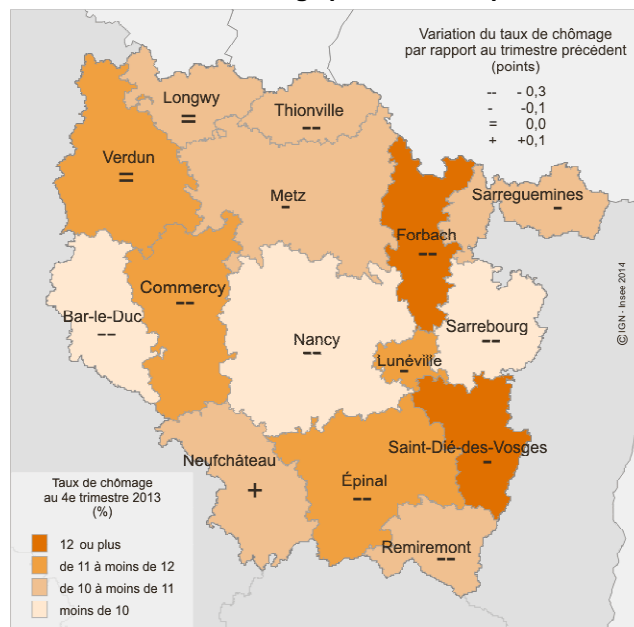 Variation du taux de chômage
par rapport au trimestre précédent
(points)
-- - 0,3
- -0,1
= 0,0
+ +0,1
Longwy
=
Thionville
--
Verdun
=
Metz
-
Sarreguemines
-
Forbach
--
Commercy
--
Bar-le-Duc
--
Nancy
--
Sarrebourg
--
Lunéville
-
Saint-Dié-des-Vosges
-
Neufchâteau
+
Épinal
--
Remiremont
--
© IGN - Insee 2014
Taux de chômage
au 4e trimestre 2013
(%)
12 ou plus
de 11 à moins de 12
de 10 à moins de 11
moins de 10